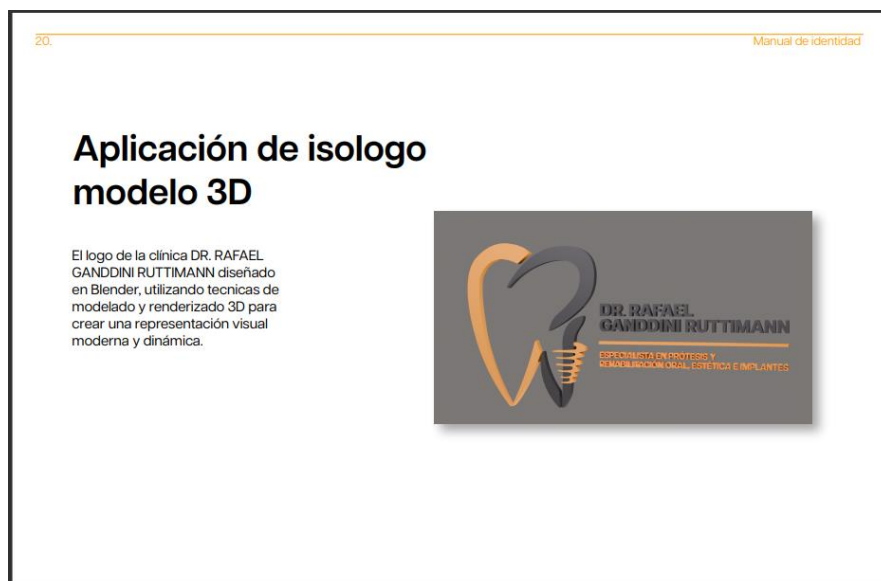 20.
Manual de identidad
Aplicación de isologo
modelo 3D
El logo de la clínica DR. RAFAEL
GANDDINI RUTTIMANN diseñado
en Blender, utilizando tecnicas de
modelado y renderizado 3D para
crear una representación visual
moderna y dinámica.
DR. RAFAEL
GANDDINI RUTTIMANN
ESPECIALISTA EN PRÓTESIS Y
REHABILITACIÓN ORAL, ESTÉTICA E IMPLANTES